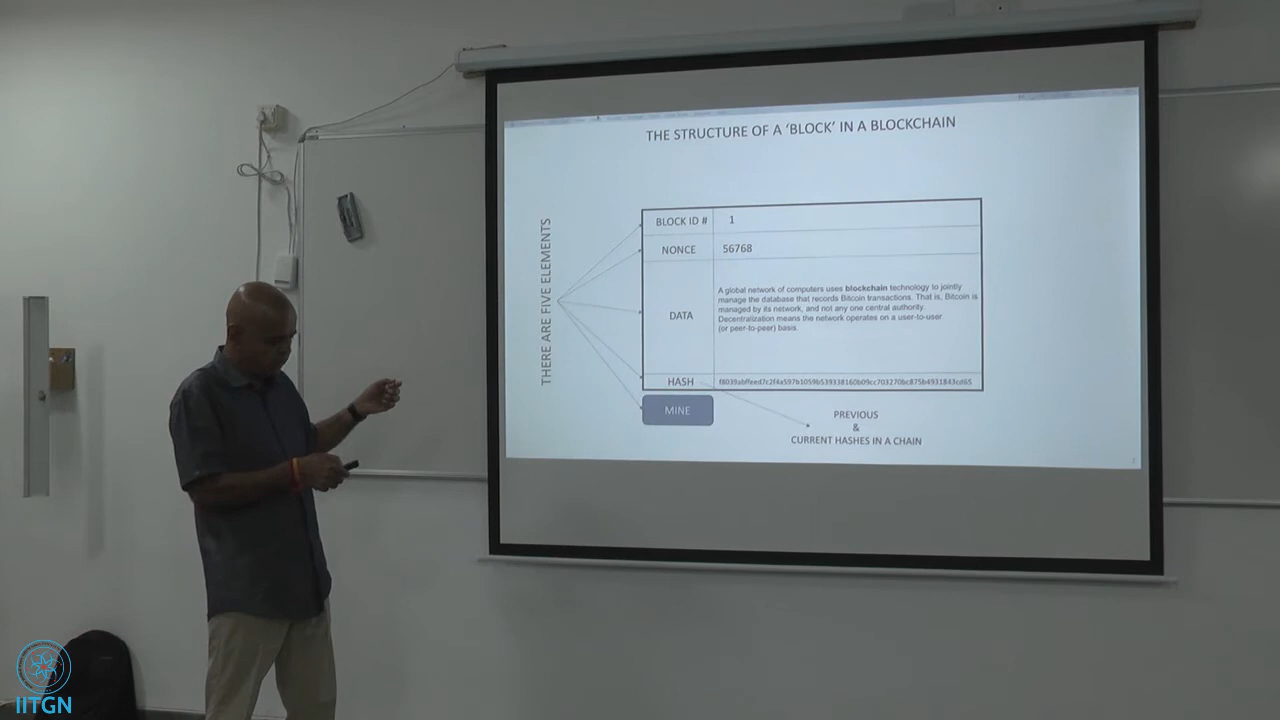 THE STRUCTURE OF A ‘BLOCK’ IN A BLOCKCHAIN
THERE ARE FIVE ELEMENTS
BLOCK ID # 1
NONCE 56768
DATA
A global network of computers uses blockchain technology to jointly
manage the database that records Bitcoin transactions. That is, Bitcoin is
managed by its network, and not any one central authority.
Decentralization means the network operates on a user-to-user
(or peer-to-peer) basis.
HASH
MINE
PREVIOUS
&
CURRENT HASHES IN A CHAIN
IITGN